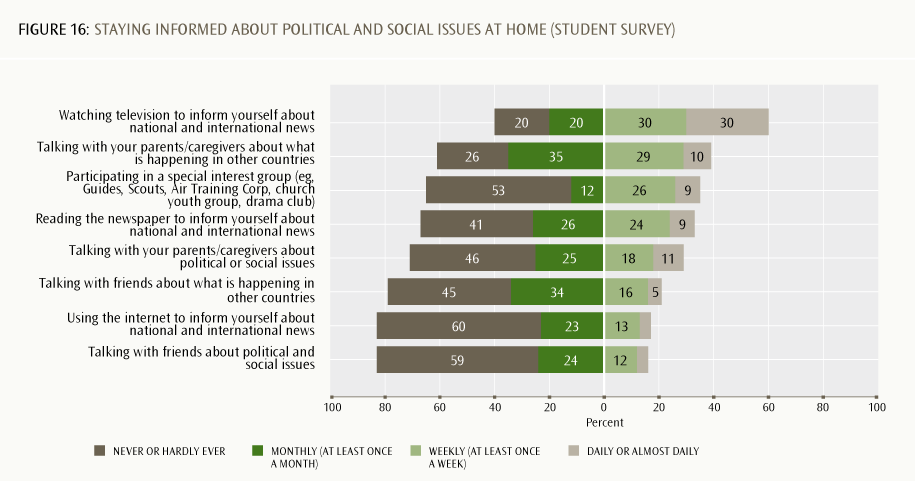 FIGURE 16: STAYING INFORMED ABOUT POLITICAL AND SOCIAL ISSUES AT HOME (STUDENT SURVEY)
Watching television to inform yourself about
national and international news
20 20 30 30
Talking with your parents/caregivers about what
is happening in other countries
26 35 29 10
Participating in a special interest group (eg,
Guides, Scouts, Air Training Corp, church
youth group, drama club)
53 12 26 9
Reading the newspaper to inform yourself about
national and international news
41 26 24 9
Talking with your parents/caregivers about
political or social issues
46 25 18 11
Talking with friends about what is happening in
other countries
45 34 16 5
Using the internet to inform yourself about
national and international news
60 23 13
Talking with friends about political and
social issues
59 24 12
100 80 60 40 20 0 20 40 60 80 100
Percent
NEVER OR HARDLY EVER
MONTHLY (AT LEAST ONCE
A MONTH)
WEEKLY (AT LEAST ONCE
A WEEK)
DAILY OR ALMOST DAILY